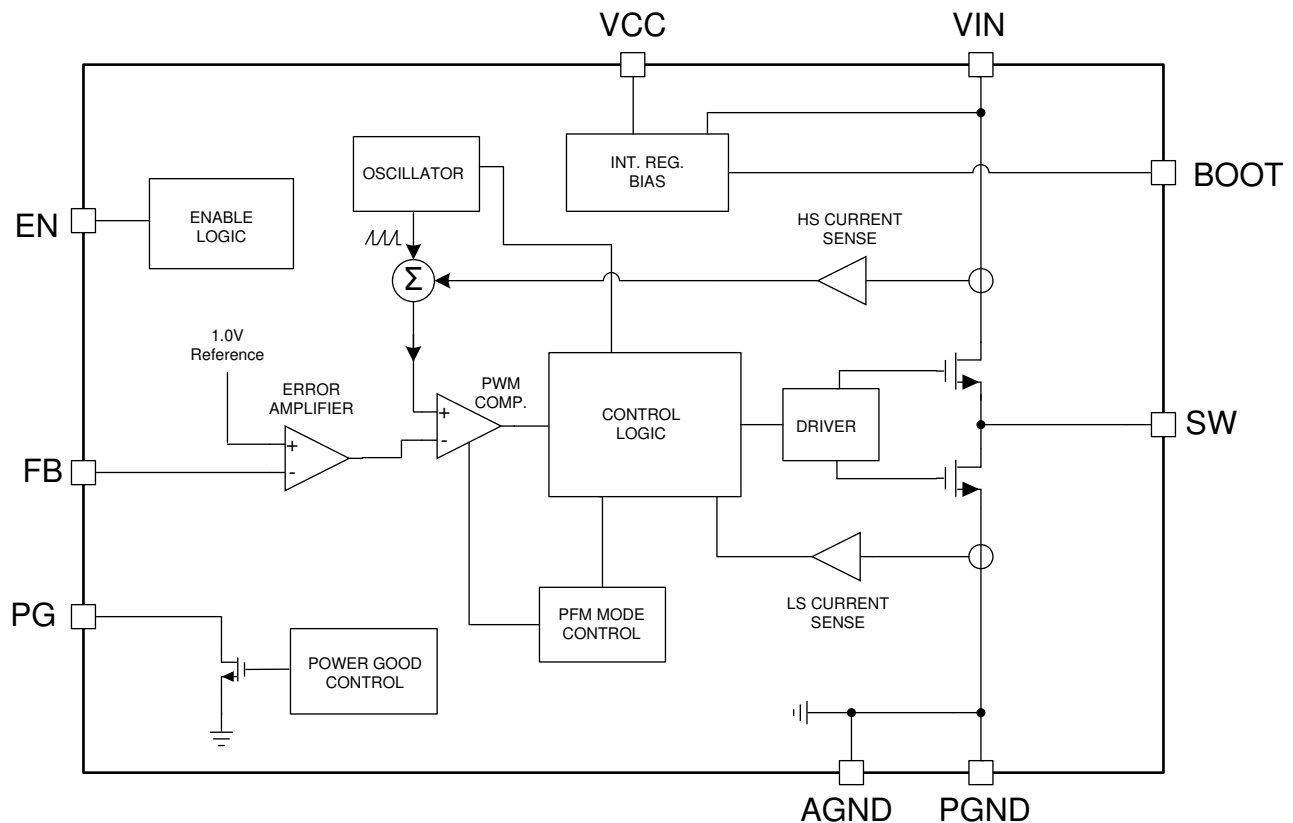 VCC
VIN
BOOT
EN
ENABLE
LOGIC
OSCILLATOR
INT. REG.
BIAS
HS CURRENT
SENSE
Σ
1.0V
Reference
ERROR
AMPLIFIER
+
-
FB
PWM
COMP.
+
-
CONTROL
LOGIC
DRIVER
SW
PG
POWER GOOD
CONTROL
PFM MODE
CONTROL
LS CURRENT
SENSE
AGND
PGND